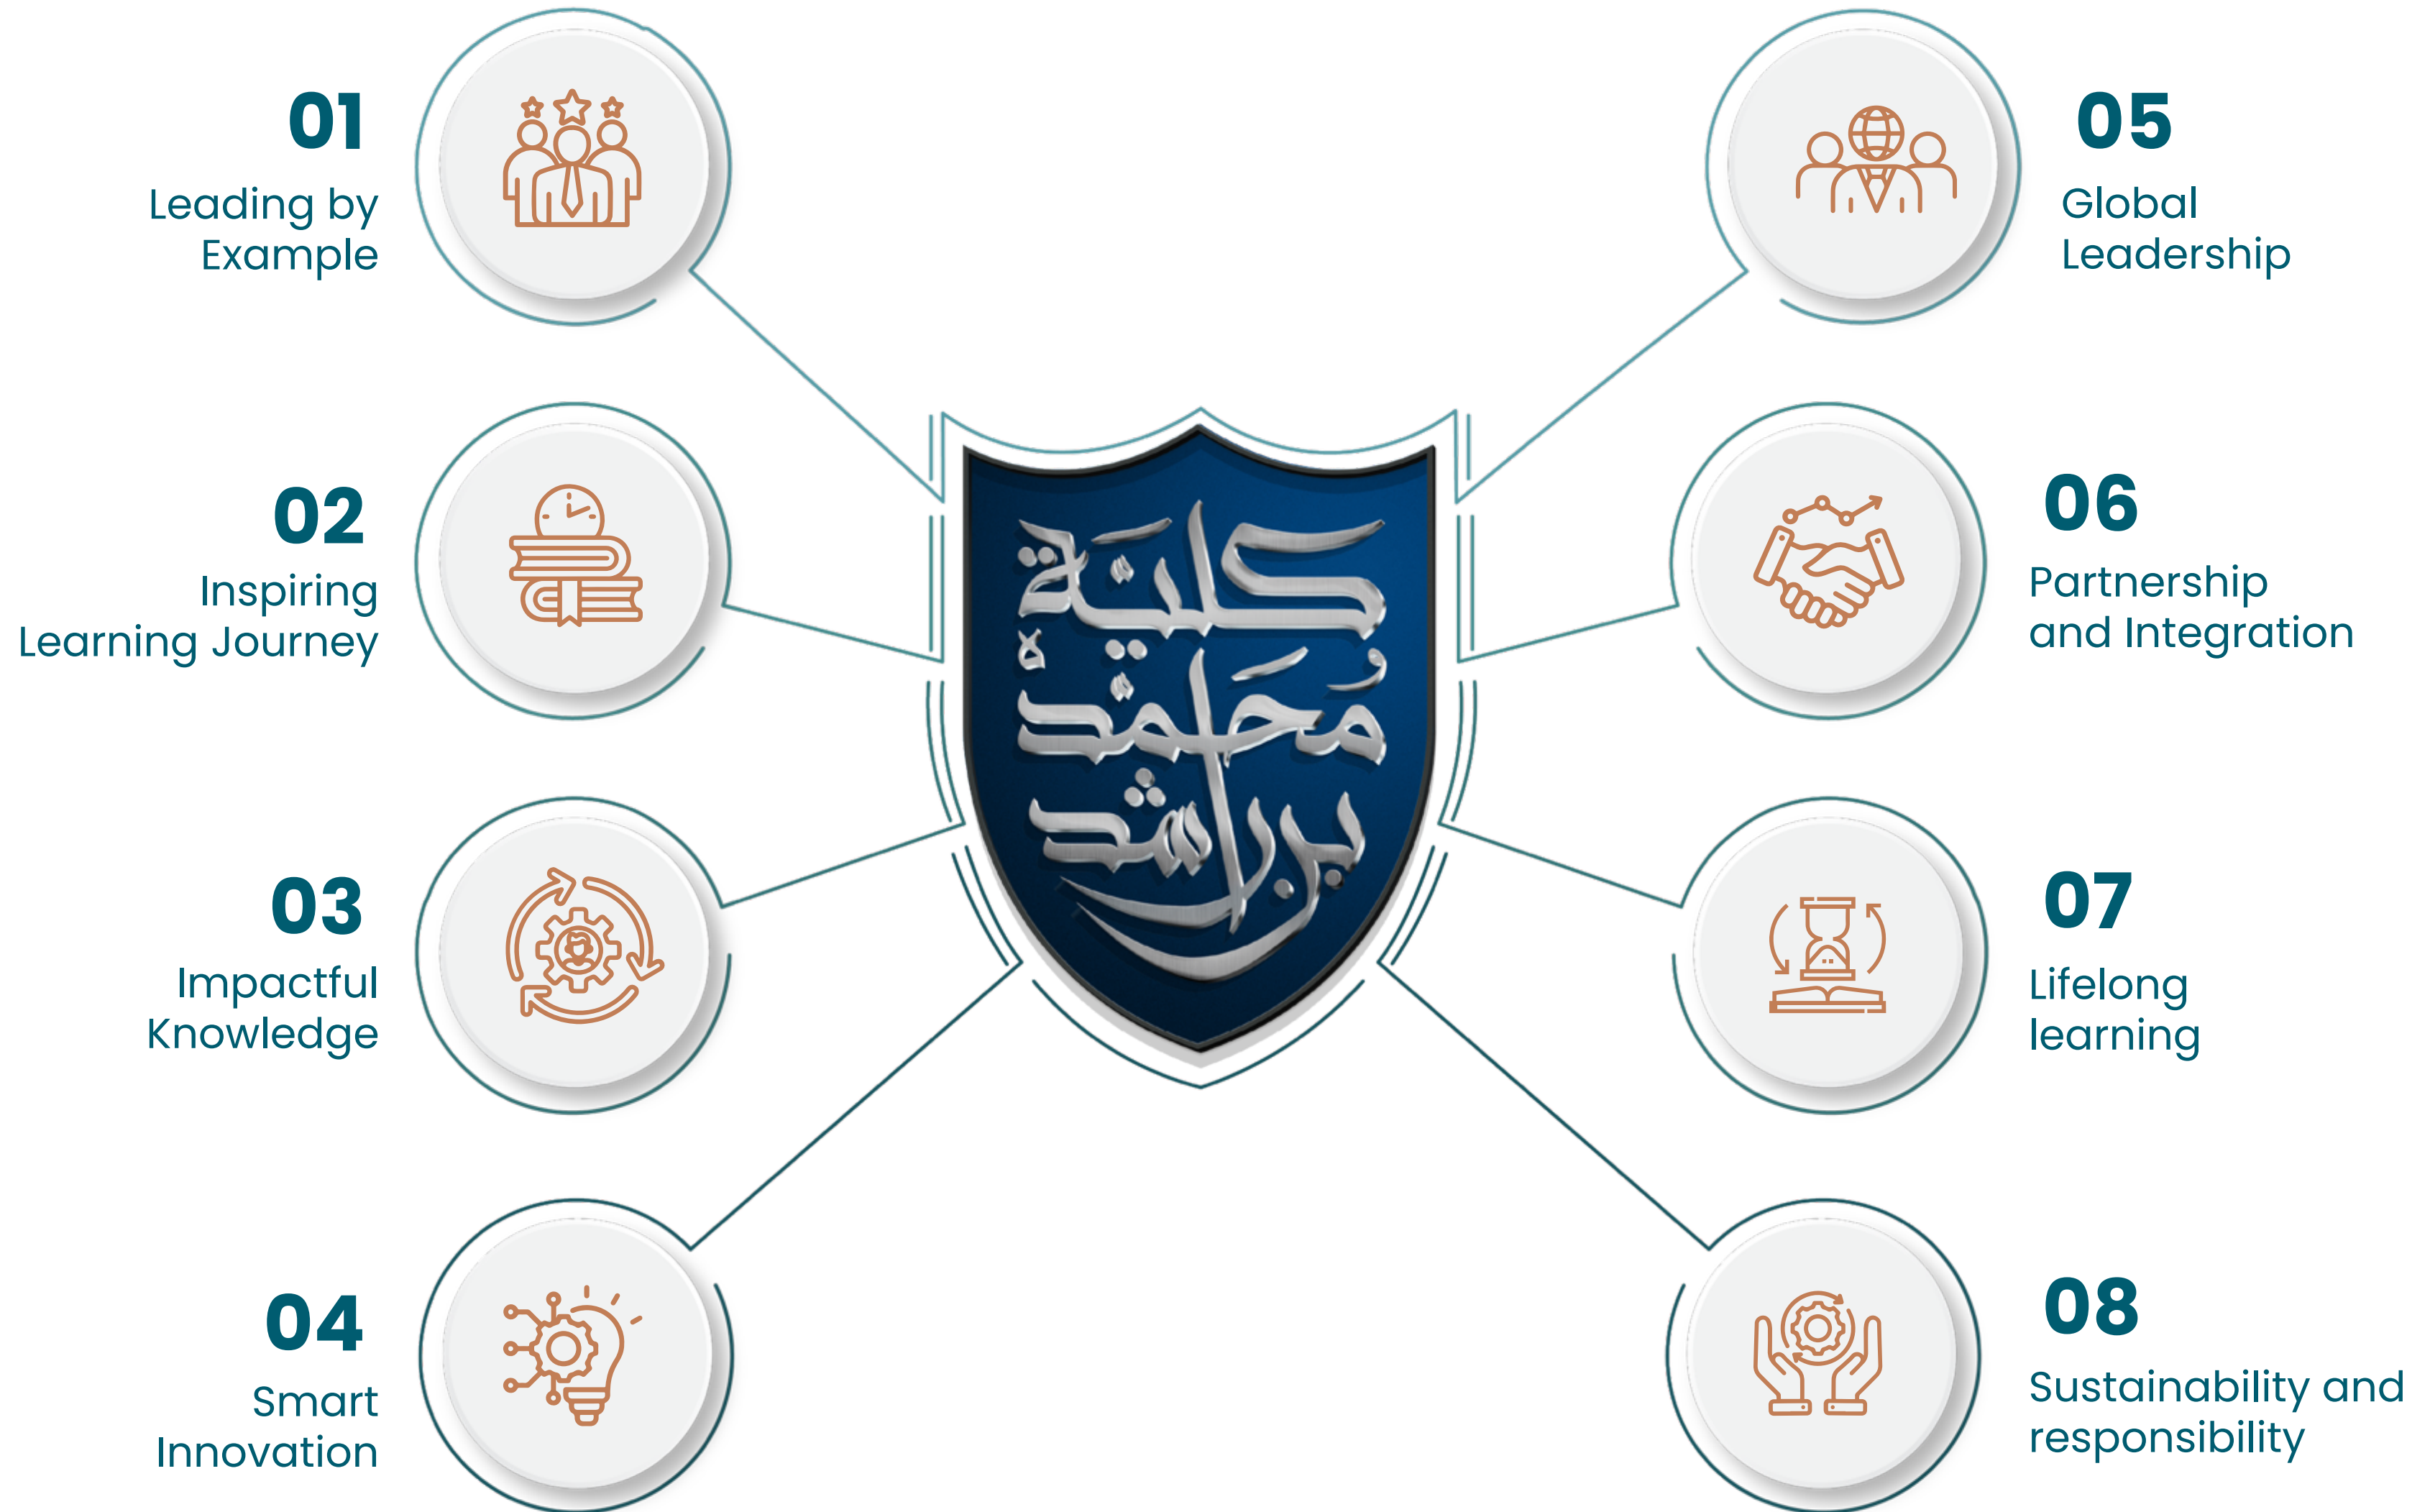 01
Leading by
Example
02
Inspiring
Learning Journey
03
Impactful
Knowledge
04
Smart
Innovation
كلية
محمد
بن راشد
05
Global
Leadership
06
Partnership
and Integration
07
Lifelong
learning
08
Sustainability and
responsibility